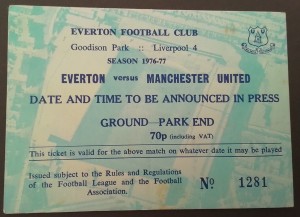 EVERTON FOOTBALL CLUB
Goodison Park :: Liverpool 4
SEASON 1976-77
EVERTON versus MANCHESTER UNITED
DATE AND TIME TO BE ANNOUNCED IN PRESS
GROUND—PARK END
70p (including VAT)
This ticket is valid for the above match on whatever date it may be played
Issued subject to the Rules and Regulations
of the Football League and the Football
Association.
No 1281